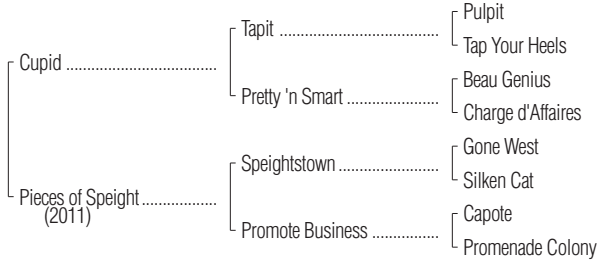 Pulpit
Tapit ..............................
Tap Your Heels
Cupid ...................................
Beau Genius
Pretty 'n Smart .....................
Charge d'Affaires
Gone West
Speightstown .......................
Silken Cat
Pieces of Speight .................
(2011)
Capote
Promote Business ...............
Promenade Colony